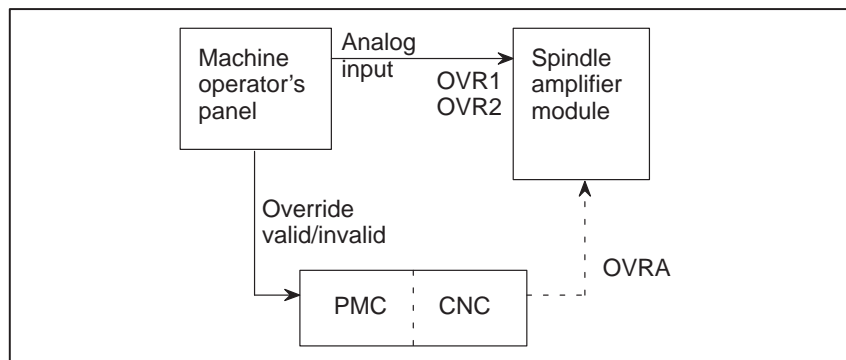 Machine
operator's
panel
Analog
input
OVR1
OVR2
Spindle
amplifier
module
Override
valid/invalid
OVRA
PMC
CNC